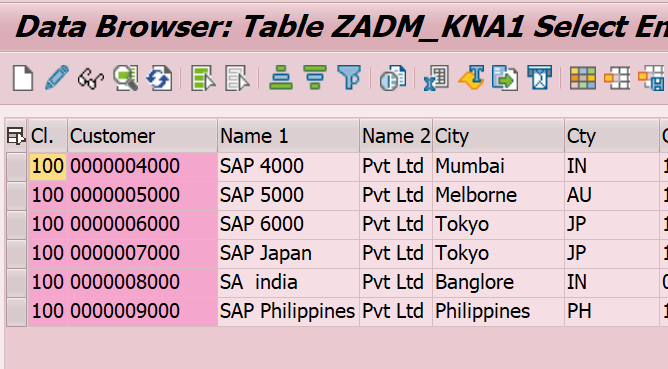 Data Browser: Table ZADM_KNA1 Select En
Cl. Customer Name 1 Name 2 City Cty
100 0000004000 SAP 4000 Pvt Ltd Mumbai IN 1
100 0000005000 SAP 5000 Pvt Ltd Melborne AU 1
100 0000006000 SAP 6000 Pvt Ltd Tokyo JP 1
100 0000007000 SAP Japan Pvt Ltd Tokyo JP 1
100 0000008000 SA  india Pvt Ltd Banglore IN 0
100 0000009000 SAP Philippines Pvt Ltd Philippines PH 1